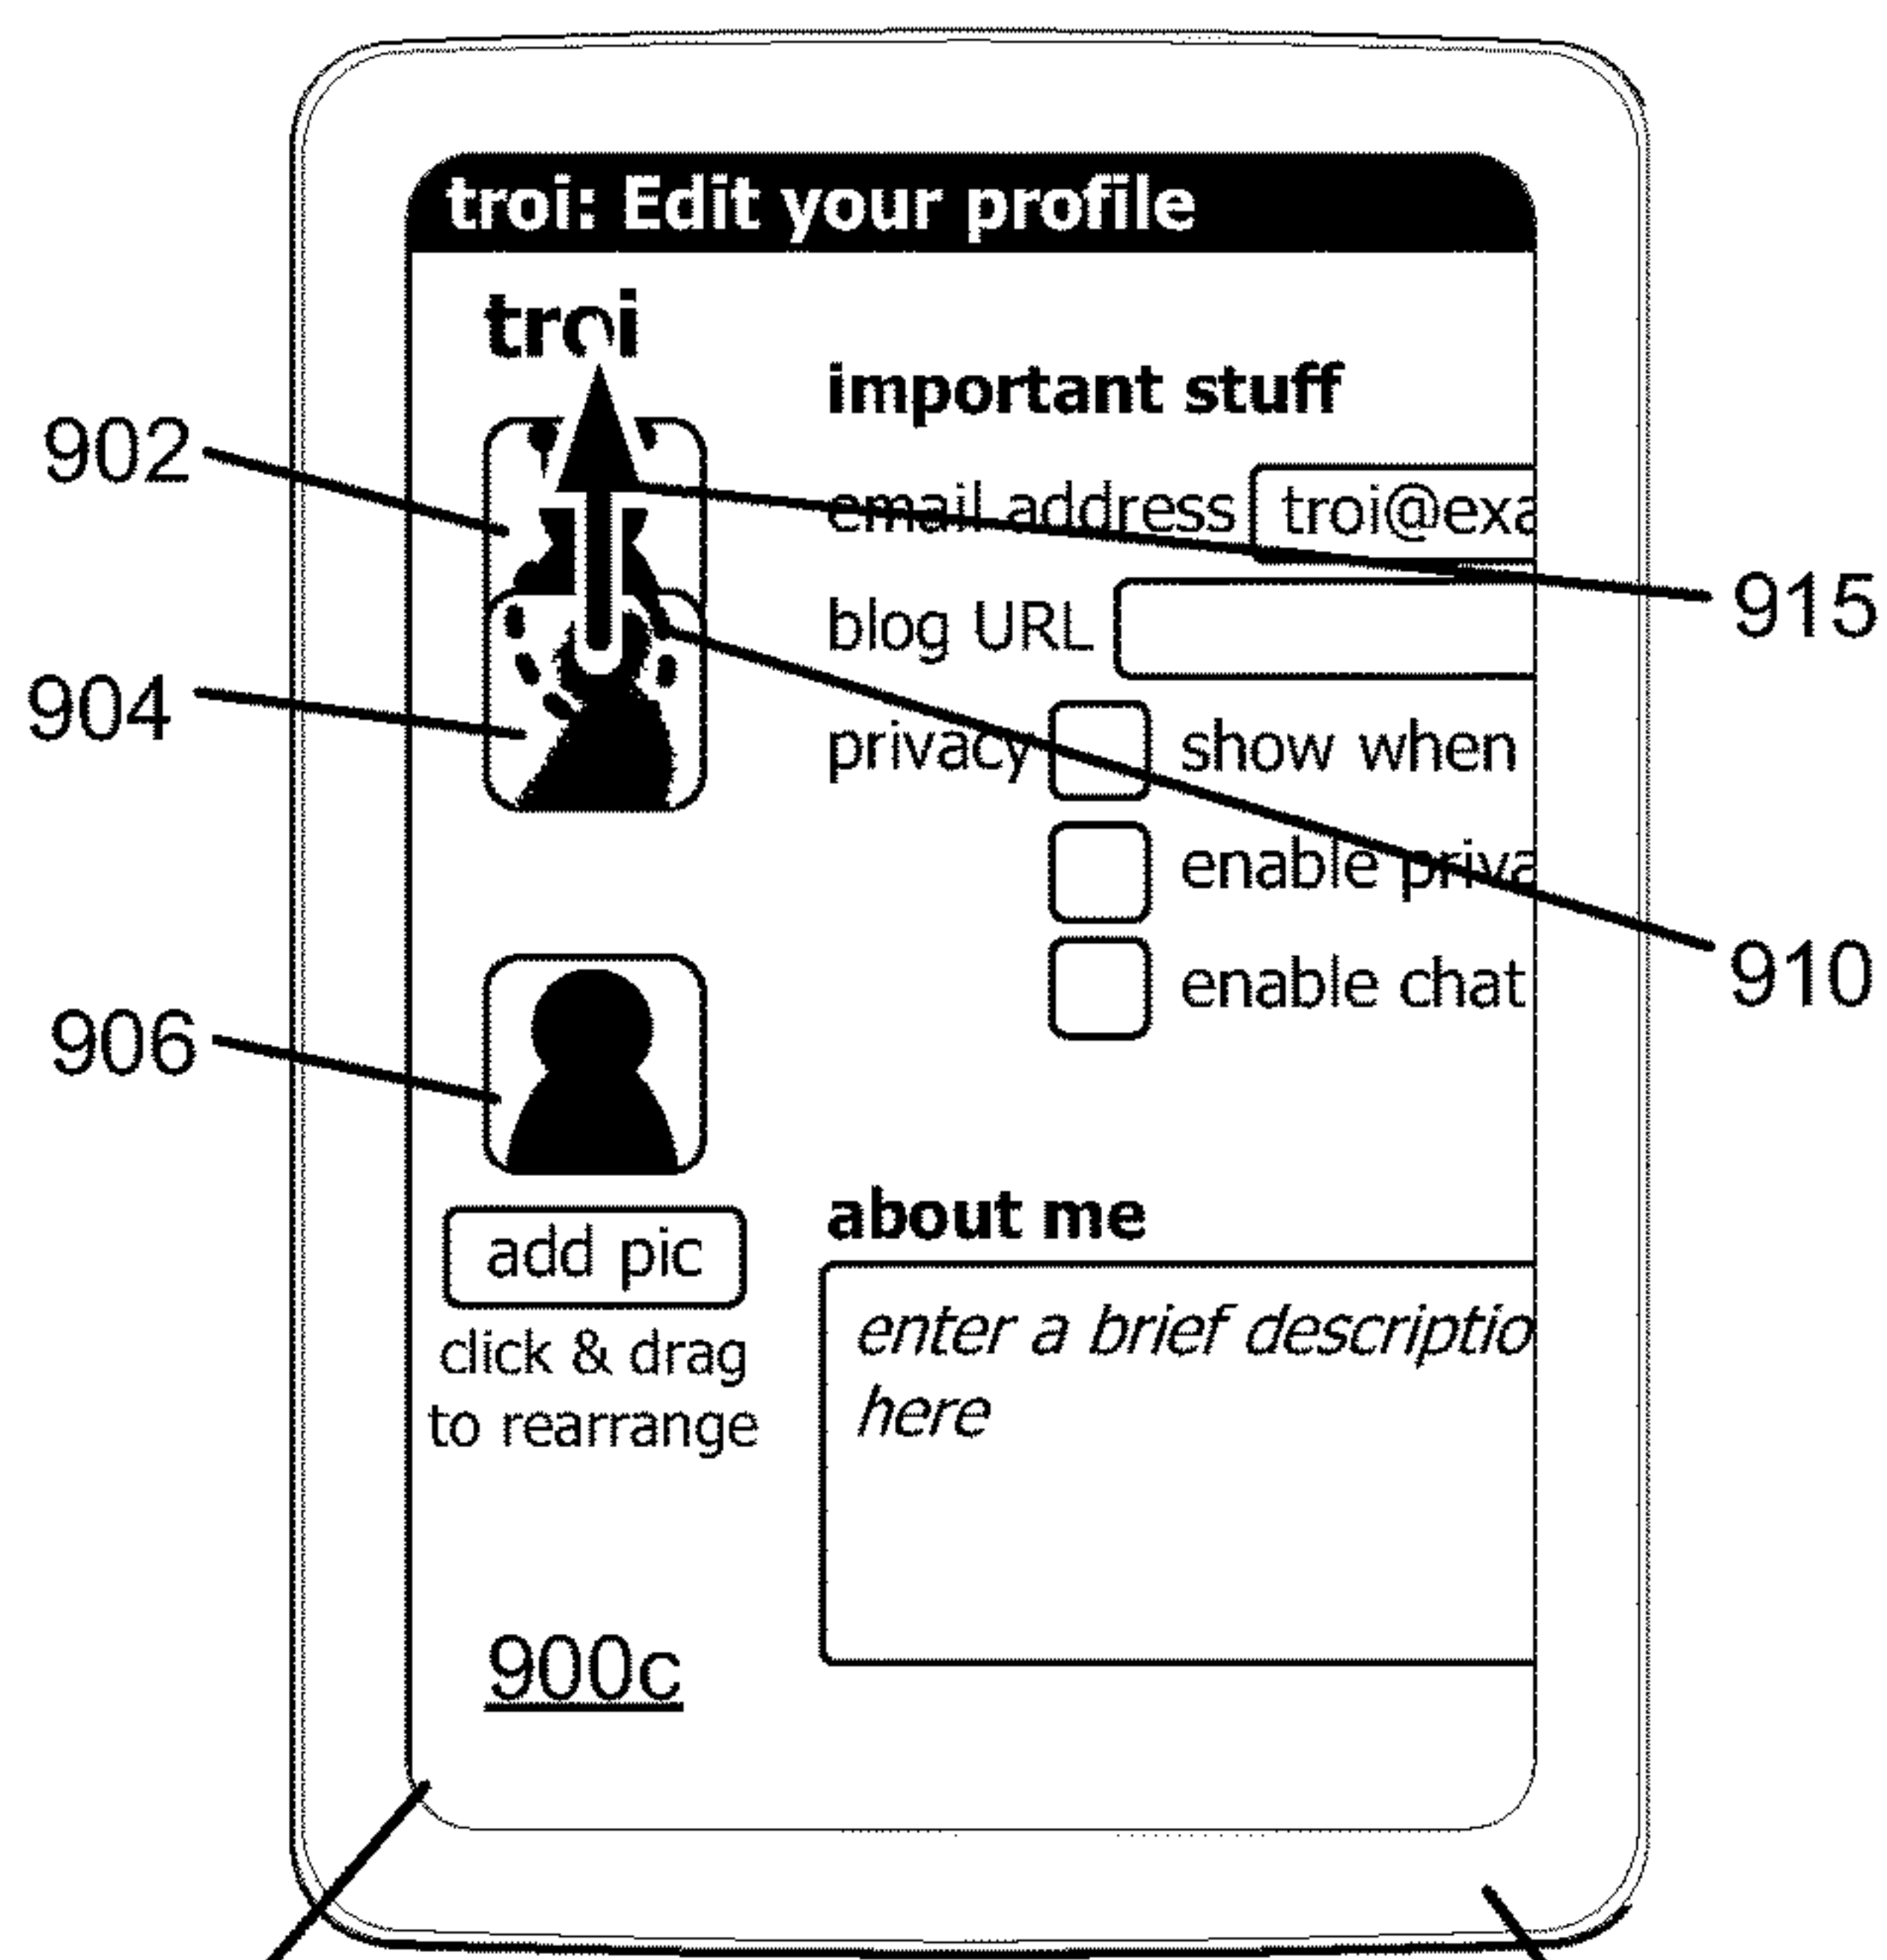 troi: Edit your profile
troi
important stuff
902
email address troi@exa
915
blog URL
904
privacy show when
enable priva
910
enable chat
906
about me
add pic
enter a brief descriptio
here
click & drag
to rearrange
900c